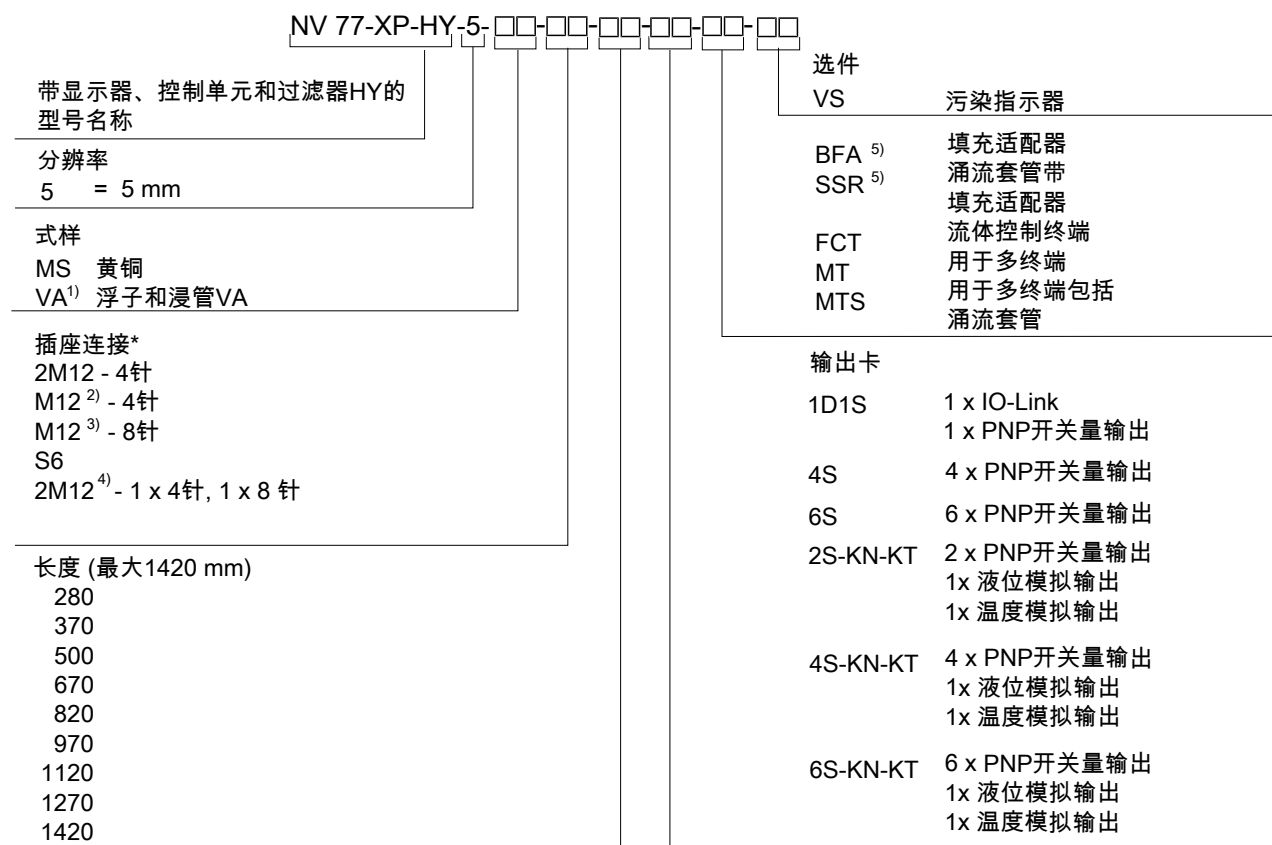 NV 77-XP-HY-5-□□-□□-□□-□□-□□-□□
带显示器、控制单元和过滤器HY的
型号名称
分辨率
5 = 5 mm
式样
MS 黄铜
VA1) 浮子和浸管VA
插座连接*
2M12 - 4针
M12 2) - 4针
M12 3) - 8针
S6
2M12 4) - 1 x 4针, 1 x 8 针
长度 (最大1420 mm)
280
370
500
670
820
970
1120
1270
1420
选件
VS 污染指示器
BFA 5) 填充适配器
SSR 5) 涌流套管带
填充适配器
FCT 流体控制终端
MT 用于多终端
MTS 用于多终端包括
涌流套管
输出卡
1D1S 1 x IO-Link
1 x PNP开关量输出
4S 4 x PNP开关量输出
6S 6 x PNP开关量输出
2S-KN-KT 2 x PNP开关量输出
1x 液位模拟输出
1x 温度模拟输出
4S-KN-KT 4 x PNP开关量输出
1x 液位模拟输出
1x 温度模拟输出
6S-KN-KT 6 x PNP开关量输出
1x 液位模拟输出
1x 温度模拟输出